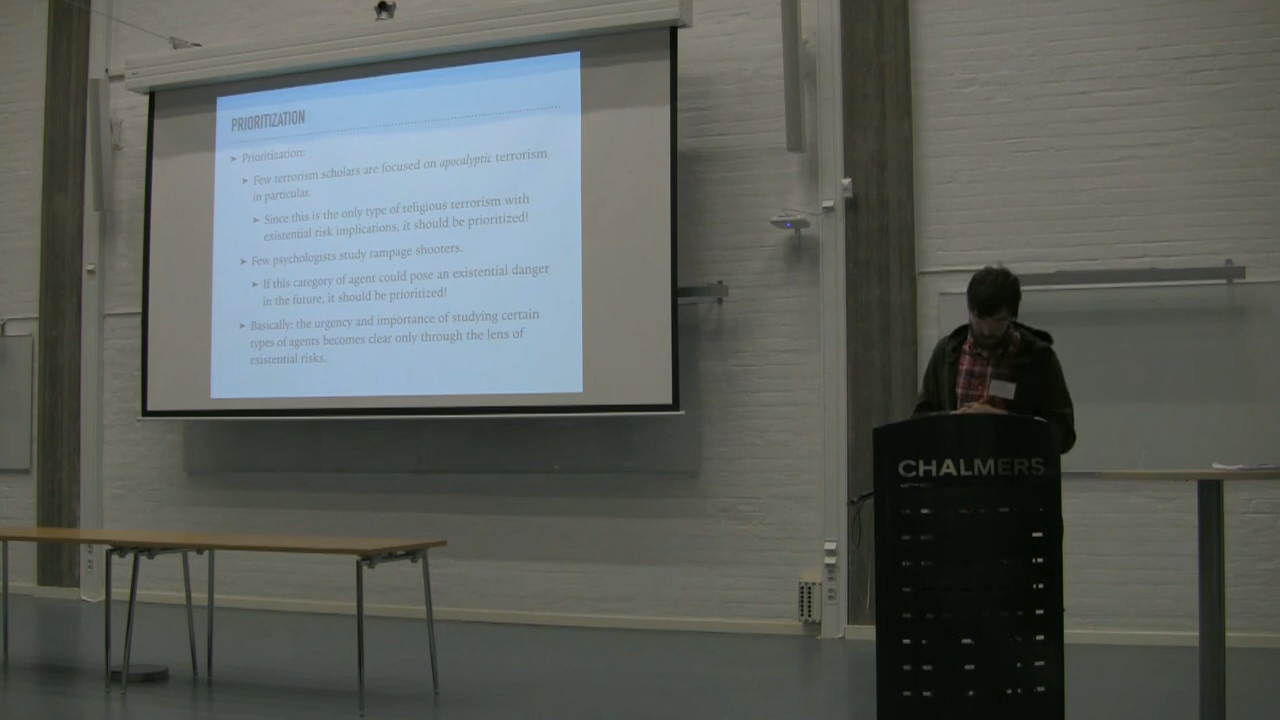 PRIORITIZATION
➤ Prioritization:
➤ Few terrorism scholars are focused on apocalyptic terrorism
in particular.
➤ Since this is the only type of religious terrorism with
existential risk implications, it should be prioritized!
➤ Few psychologists study rampage shooters.
➤ If this category of agent could pose an existential danger
in the future, it should be prioritized!
➤ Basically: the urgency and importance of studying certain
types of agents becomes clear only through the lens of
existential risks.
CHALMERS